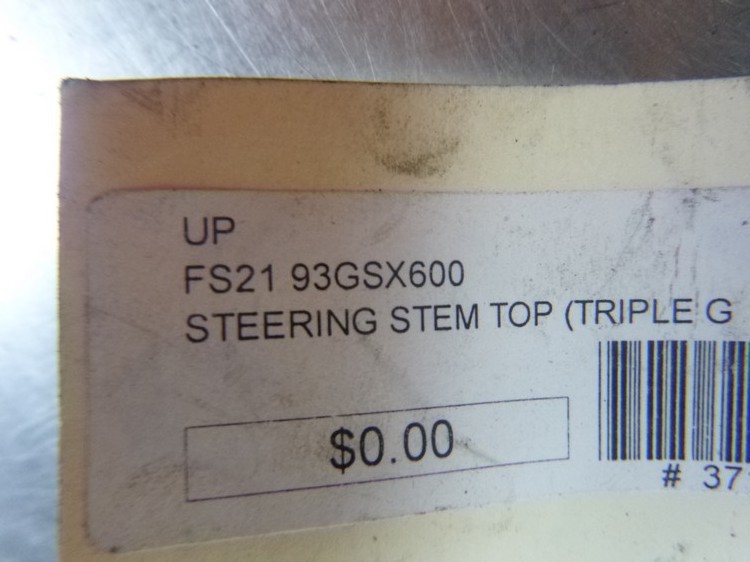 UP
FS21 93GSX600
STEERING STEM TOP (TRIPLE G
$0.00
# 37